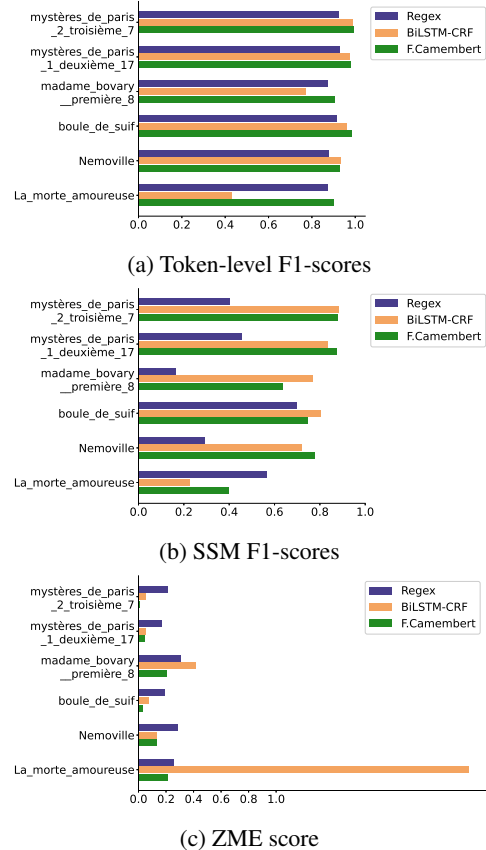 mystères_de_paris
_2_troisième_7
mystères_de_paris
_1_deuxième_17
madame_bovary
__première_8
boule_de_suif
Nemoville
La_morte_amoureuse
Regex
BiLSTM-CRF
F.Camembert
0.0 0.2 0.4 0.6 0.8 1.0
(a) Token-level F1-scores
mystères_de_paris
_2_troisième_7
mystères_de_paris
_1_deuxième_17
madame_bovary
__première_8
boule_de_suif
Nemoville
La_morte_amoureuse
Regex
BiLSTM-CRF
F.Camembert
0.0 0.2 0.4 0.6 0.8 1.0
(b) SSM F1-scores
mystères_de_paris
_2_troisième_7
mystères_de_paris
_1_deuxième_17
madame_bovary
__première_8
boule_de_suif
Nemoville
La_morte_amoureuse
Regex
BiLSTM-CRF
F.Camembert
0.0 0.2 0.4 0.6 0.8 1.0
(c) ZME score